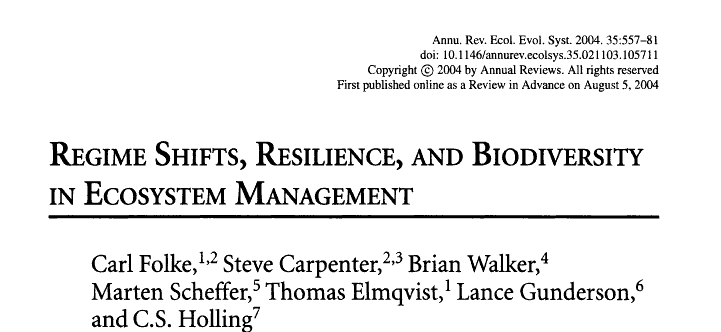 Annu. Rev. Ecol. Evol. Syst. 2004. 35:557–81
doi: 10.1146/annurev.ecolsys.35.021103.105711
Copyright © 2004 by Annual Reviews. All rights reserved
First published online as a Review in Advance on August 5, 2004
REGIME SHIFTS, RESILIENCE, AND BIODIVERSITY
IN ECOSYSTEM MANAGEMENT
Carl Folke,1,2 Steve Carpenter,2,3 Brian Walker,4
Marten Scheffer,5 Thomas Elmqvist,1 Lance Gunderson,6
and C.S. Holling7